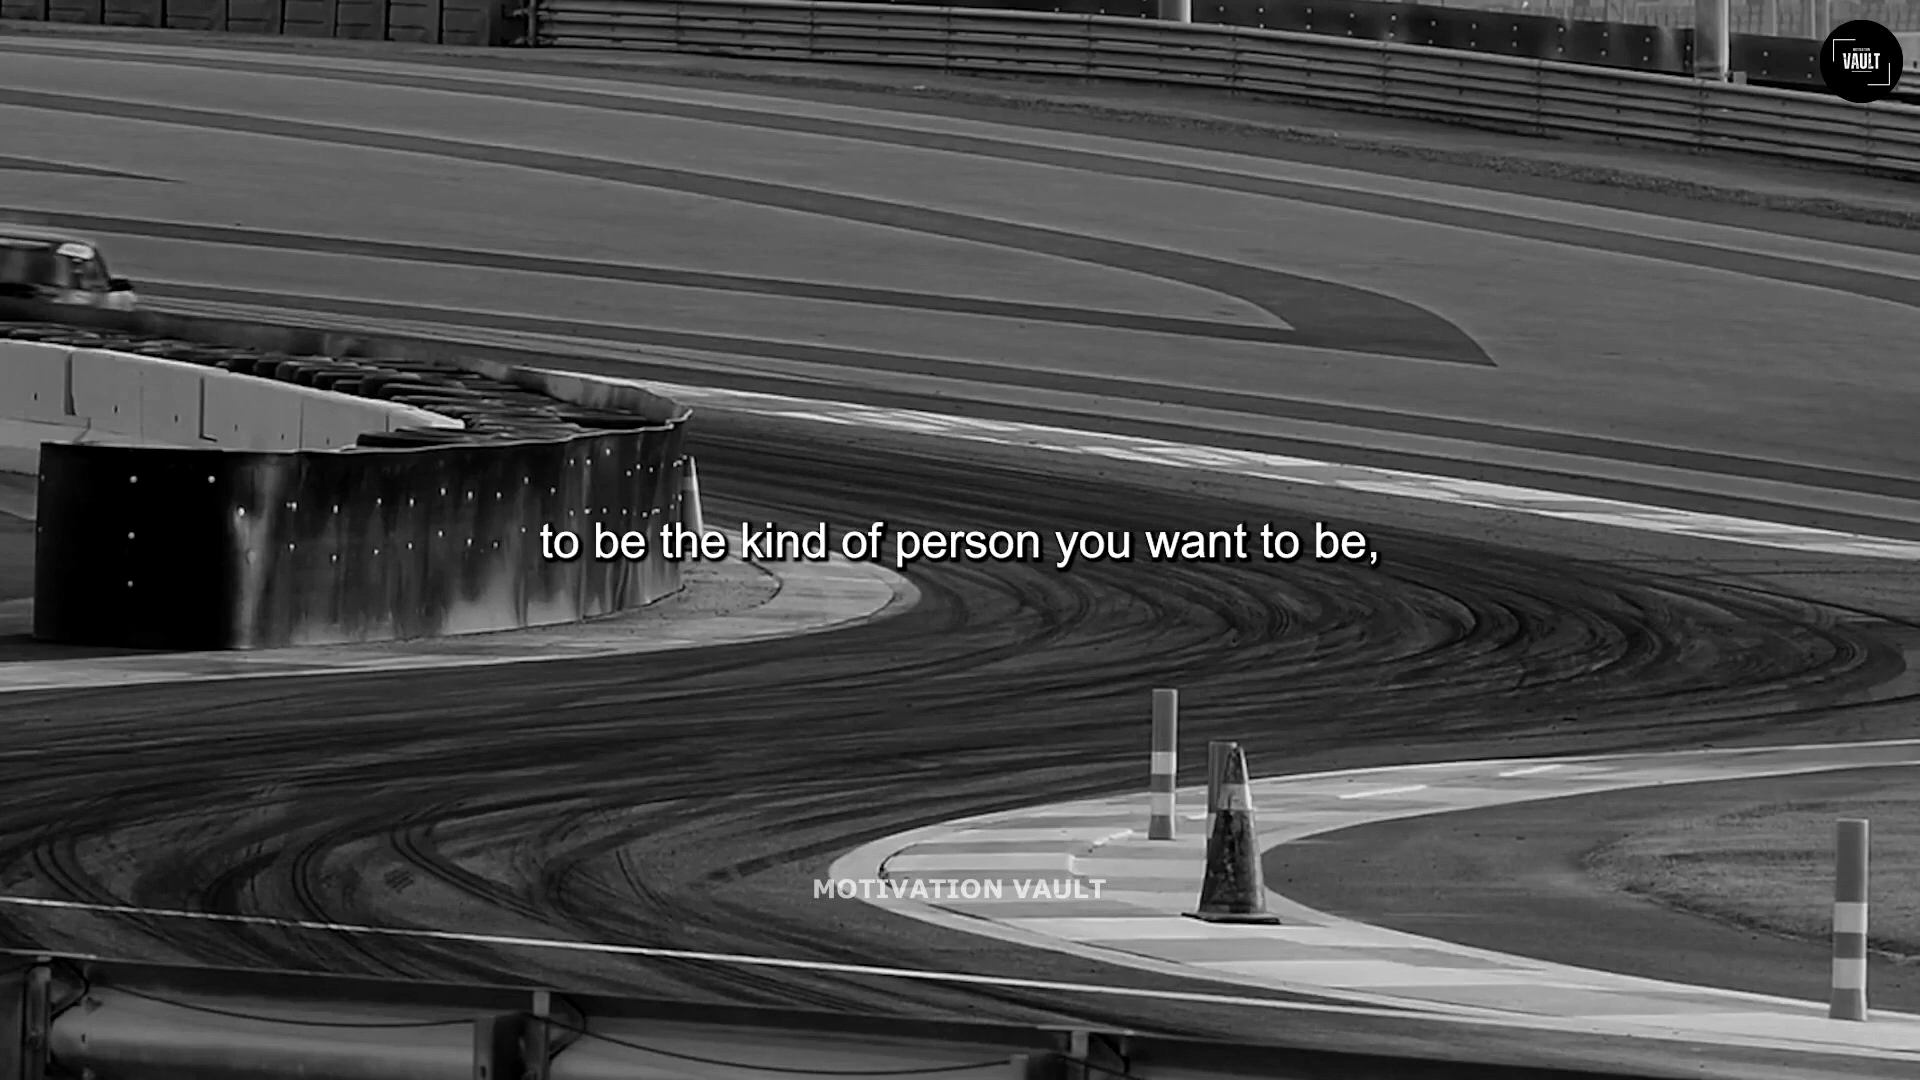 VAULT
to be the kind of person you want to be,
MOTIVATION VAULT